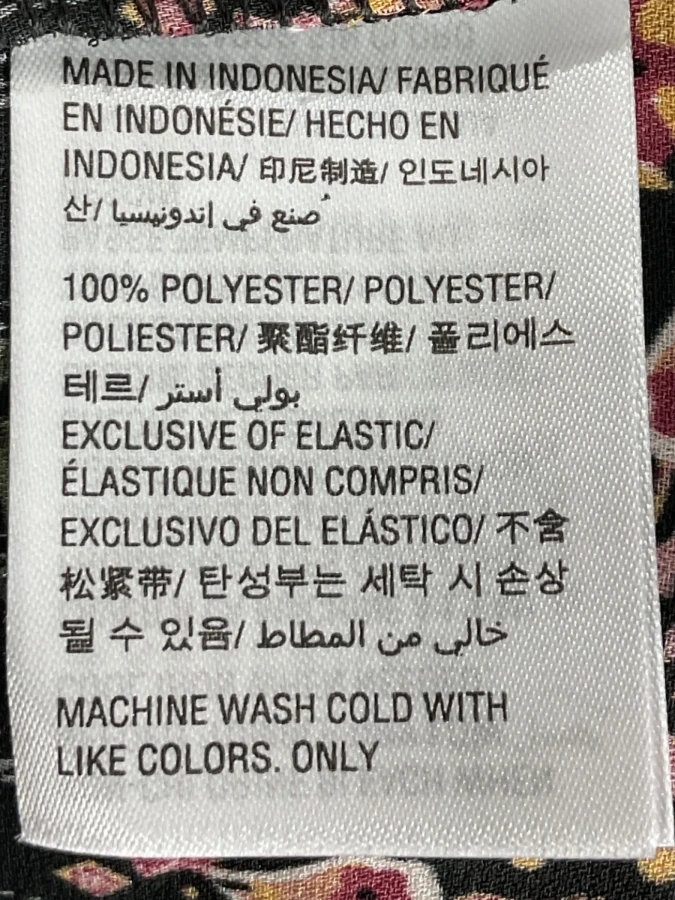 MADE IN INDONESIA/ FABRIQUÉ
EN INDONÉSIE/ HECHO EN
INDONESIA/ 印尼制造/ 인도네시아
산/ صُنع في إندونيسيا
100% POLYESTER/ POLYESTER/
POLIESTER/ 聚酯纤维/ 폴리에스
테르/ بولي أستر
EXCLUSIVE OF ELASTIC/
ÉLASTIQUE NON COMPRIS/
EXCLUSIVO DEL ELÁSTICO/ 不含
松紧带/ 탄성부는 세탁 시 손상
될 수 있음/ خالي من المطاط
MACHINE WASH COLD WITH
LIKE COLORS. ONLY